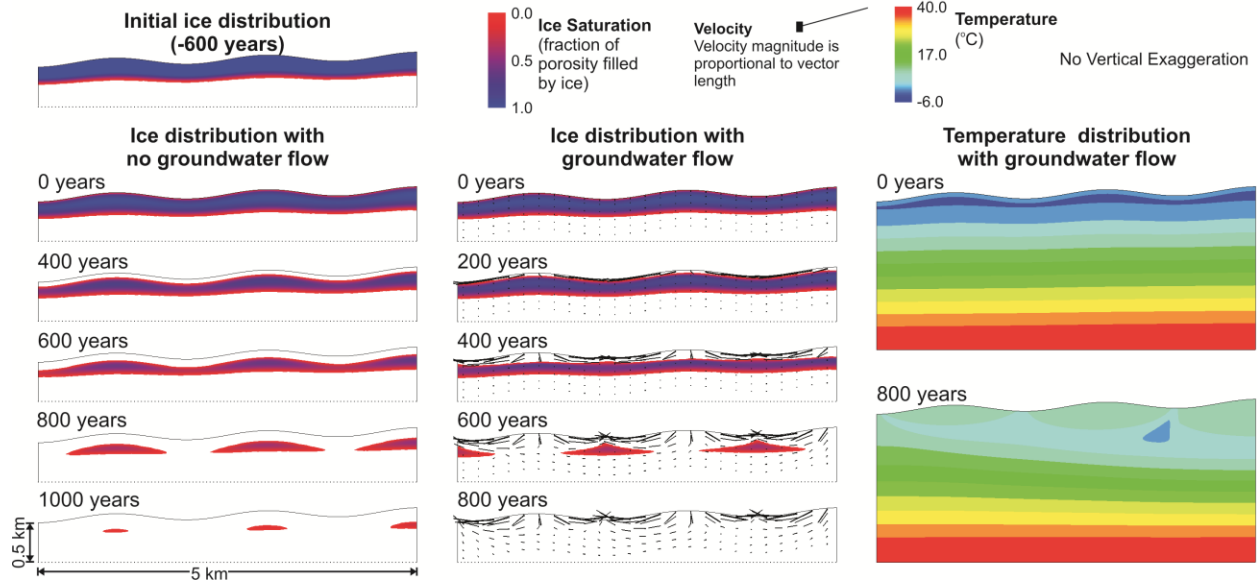 Initial ice distribution
(-600 years)
0.0
0.5
1.0
Ice Saturation
(fraction of
porosity filled
by ice)
Velocity
Velocity magnitude is
proportional to vector
length
40.0
17.0
-6.0
Temperature
(°C)
No Vertical Exaggeration
Ice distribution with
no groundwater flow
0 years
400 years
600 years
800 years
1000 years
0.5 km
5 km
Ice distribution with
groundwater flow
0 years
200 years
400 years
600 years
800 years
Temperature distribution
with groundwater flow
0 years
800 years